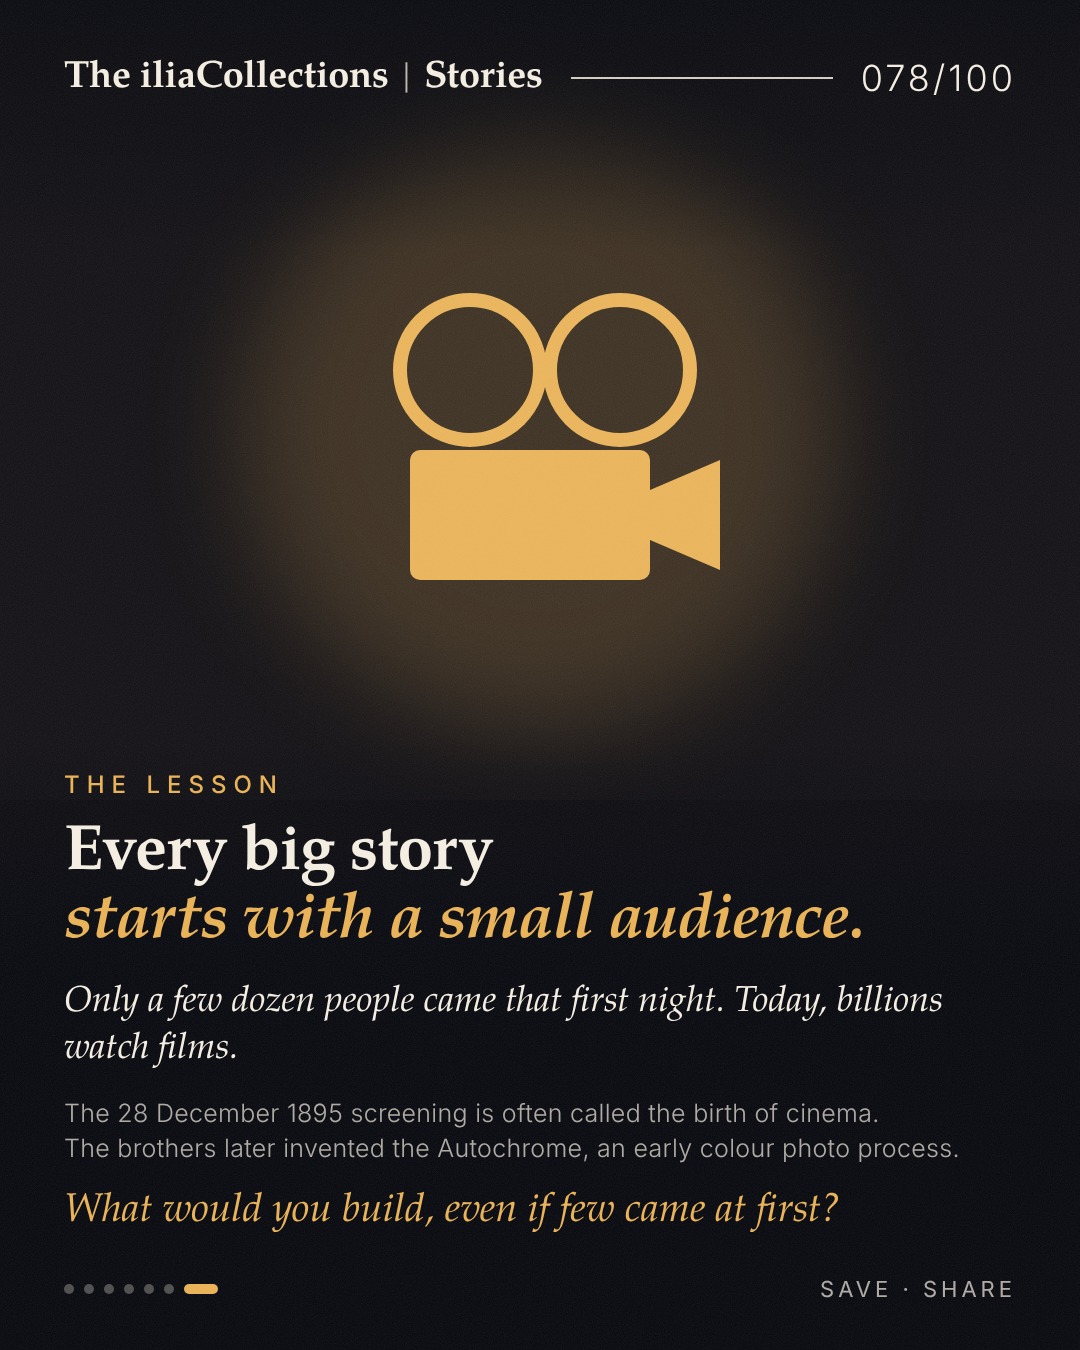 The iliaCollections | Stories 078/100
THE LESSON
Every big story
starts with a small audience.
Only a few dozen people came that first night. Today, billions
watch films.
The 28 December 1895 screening is often called the birth of cinema.
The brothers later invented the Autochrome, an early colour photo process.
What would you build, even if few came at first?
SAVE · SHARE